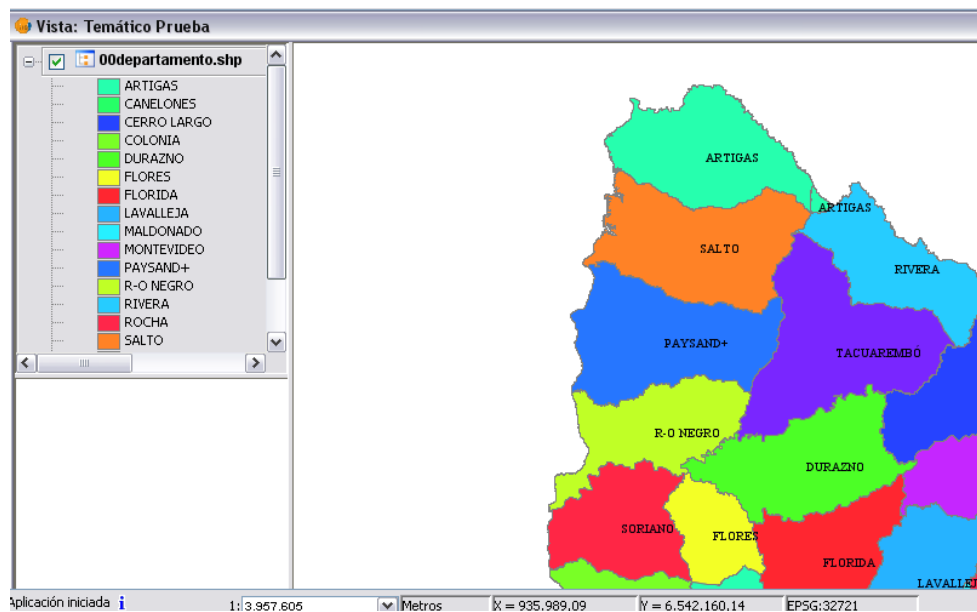 Vista: Temático Prueba
00departamento.shp
ARTIGAS
CANELONES
CERRO LARGO
COLONIA
DURAZNO
FLORES
FLORIDA
LAVALLEJA
MALDONADO
MONTEVIDEO
PAYSAND+
R-O NEGRO
RIVERA
ROCHA
SALTO
ARTIGAS
ARTIGAS
SALTO
RIVERA
PAYSAND+
TACUAREMBÓ
R-O NEGRO
DURAZNO
SORIANO
FLORES
FLORIDA
LAVALLEJ
Aplicación iniciada
1: 3.957.605
Metros
X = 935.989,09
Y = 6.542.160,14
EPSG:32721